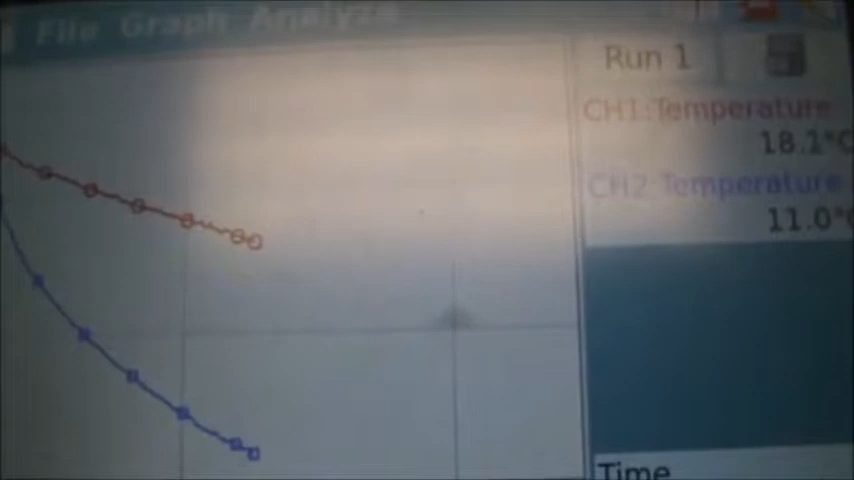 File Graph Analyze
Run 1
CH1:Temperature
18.1°C
CH2:Temperature
11.0°C
Time